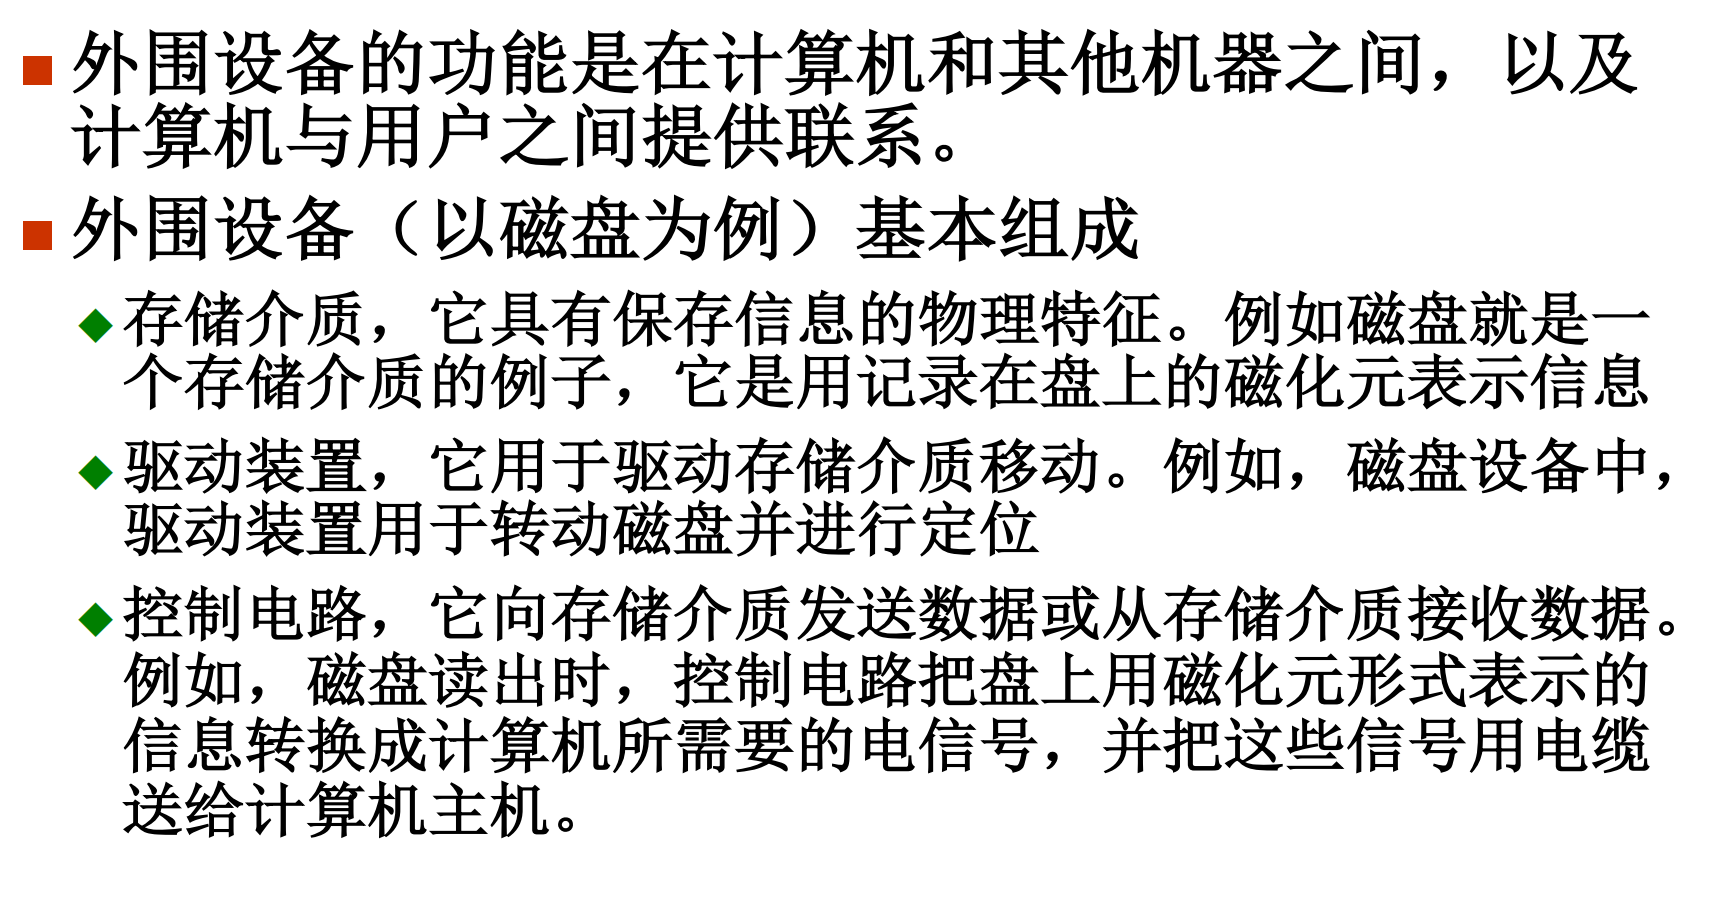 外围设备的功能是在计算机和其他机器之间，以及
计算机与用户之间提供联系。
外围设备（以磁盘为例）基本组成
存储介质，它具有保存信息的物理特征。例如磁盘就是一
个存储介质的例子，它是用记录在盘上的磁化元表示信息
驱动装置，它用于驱动存储介质移动。例如，磁盘设备中，
驱动装置用于转动磁盘并进行定位
控制电路，它向存储介质发送数据或从存储介质接收数据。
例如，磁盘读出时，控制电路把盘上用磁化元形式表示的
信息转换成计算机所需要的电信号，并把这些信号用电缆
送给计算机主机。